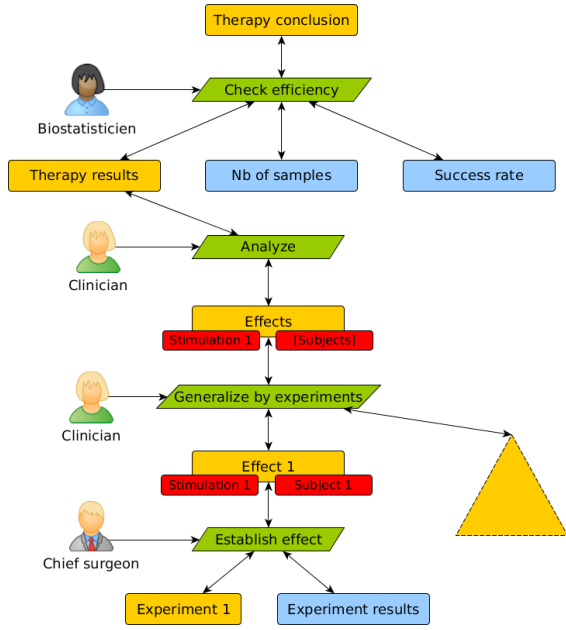 Therapy conclusion
Check efficiency
Biostatisticien
Therapy results
Nb of samples
Success rate
Analyze
Clinician
Effects
Stimulation 1
[Subjects]
Generalize by experiments
Clinician
Effect 1
Stimulation 1
Subject 1
Establish effect
Chief surgeon
Experiment 1
Experiment results